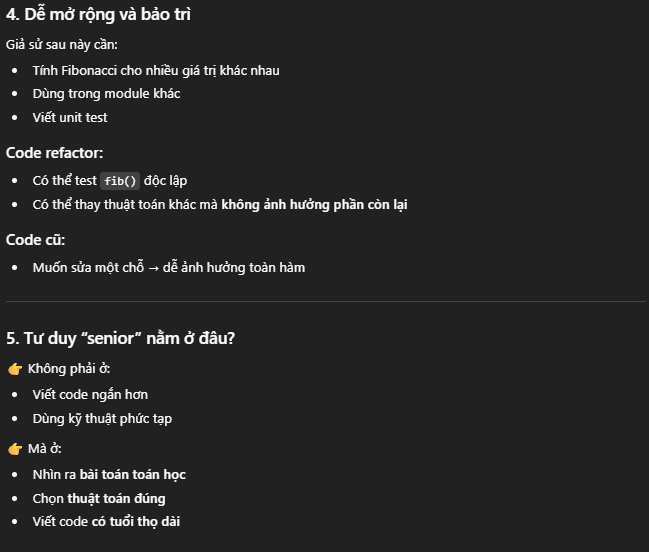 4. Dễ mở rộng và bảo trì
Giả sử sau này cần:
• Tính Fibonacci cho nhiều giá trị khác nhau
• Dùng trong module khác
• Viết unit test
Code refactor:
• Có thể test fib() độc lập
• Có thể thay thuật toán khác mà không ảnh hưởng phần còn lại
Code cũ:
• Muốn sửa một chỗ → dễ ảnh hưởng toàn hàm
5. Tư duy “senior” nằm ở đâu?
👉 Không phải ở:
• Viết code ngắn hơn
• Dùng kỹ thuật phức tạp
👉 Mà ở:
• Nhìn ra bài toán toán học
• Chọn thuật toán đúng
• Viết code có tuổi thọ dài